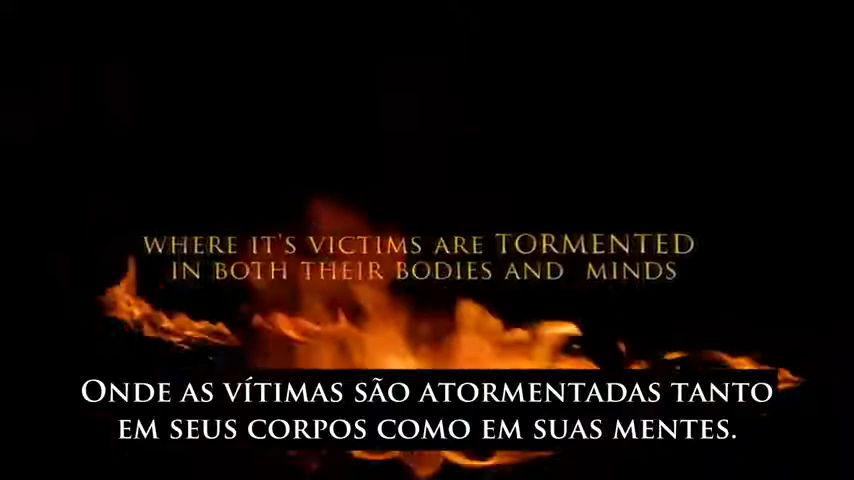 WHERE IT'S VICTIMS ARE TORMENTED
IN BOTH THEIR BODIES AND MINDS
ONDE AS VÍTIMAS SÃO ATORMENTADAS TANTO
EM SEUS CORPOS COMO EM SUAS MENTES.